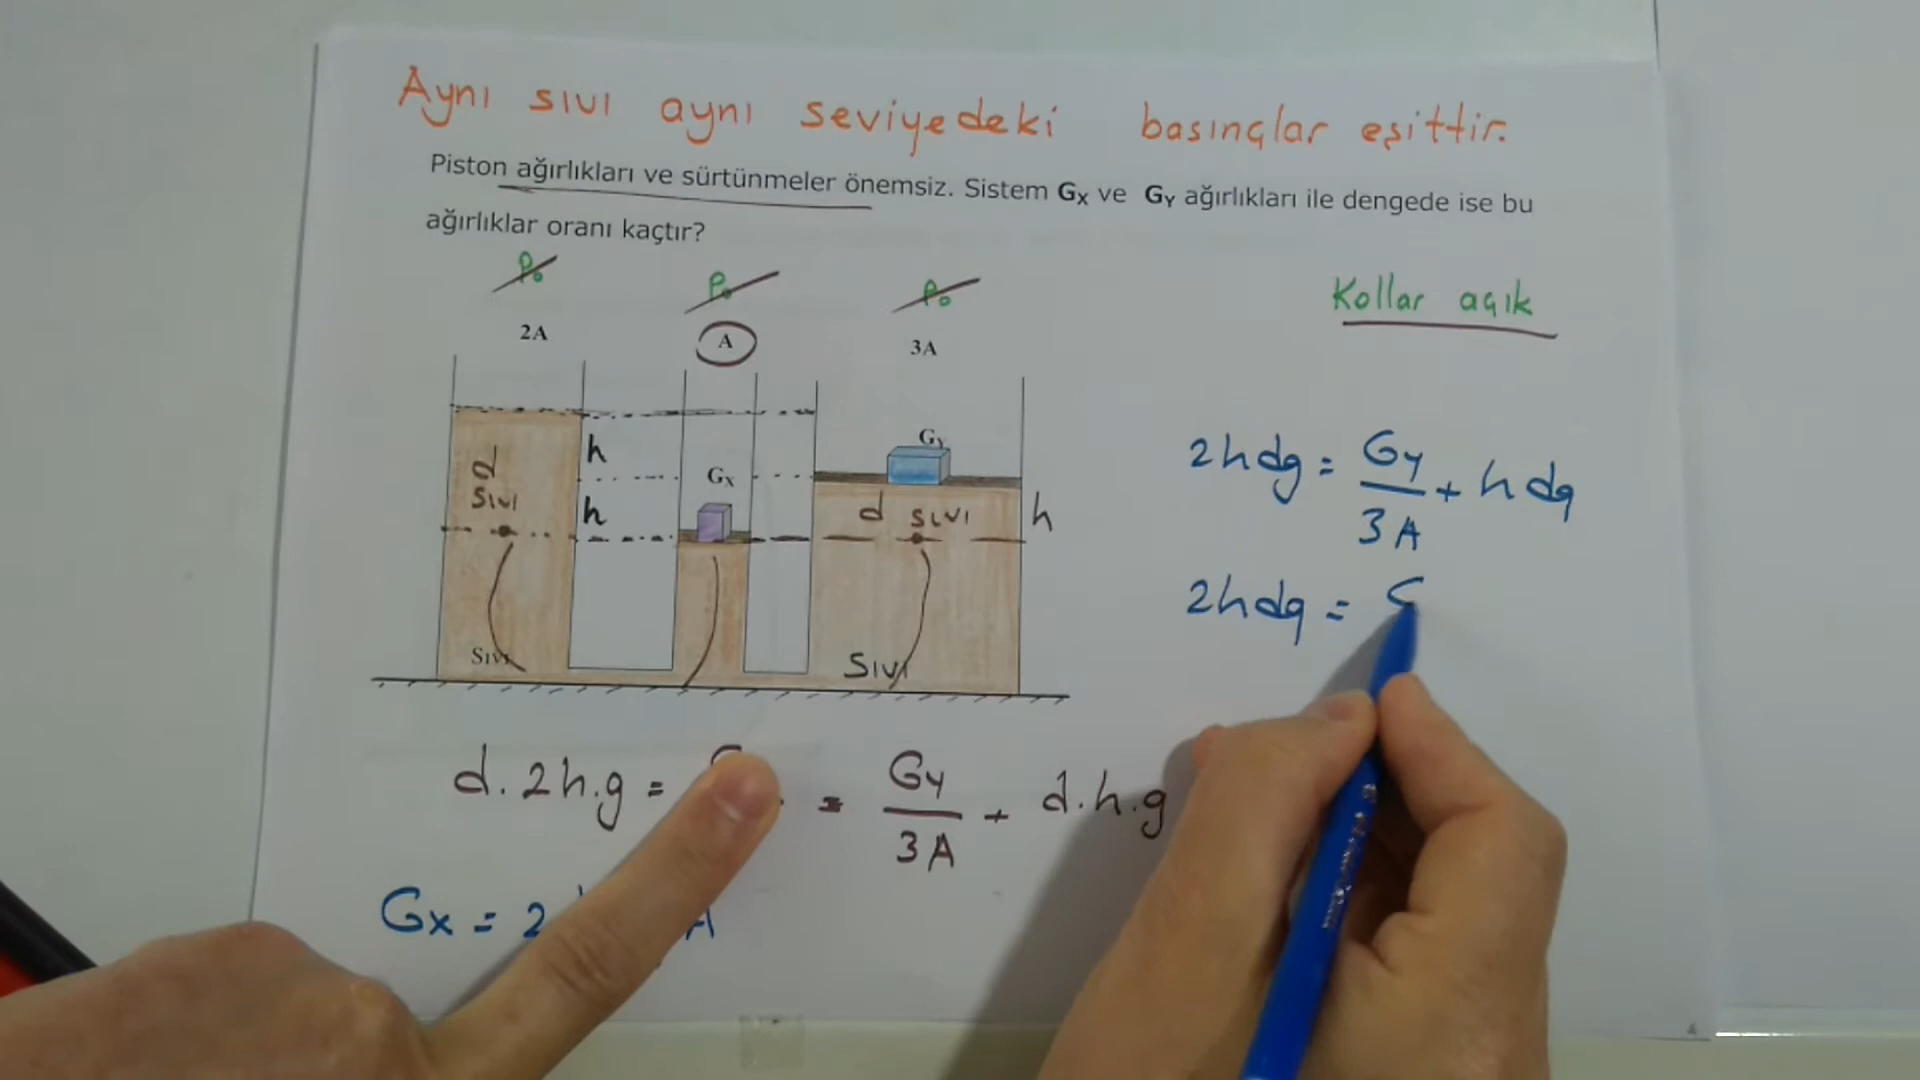 Aynı sıvı aynı seviyedeki basınçlar eşittir.
Piston ağırlıkları ve sürtünmeler önemsiz. Sistem Gx ve GY ağırlıkları ile dengede ise bu
ağırlıklar oranı kaçtır?
P₀ P₀ P₀
Kollar açık
2A A 3A
h
GY
d
sıvı
h
Gx
d sıvı
h
Sıvı
Sıvı
2hdg = GY/3A + hdg
2hdg =
d.2h.g = = GY/3A + d.h.g
Gx = 2 A